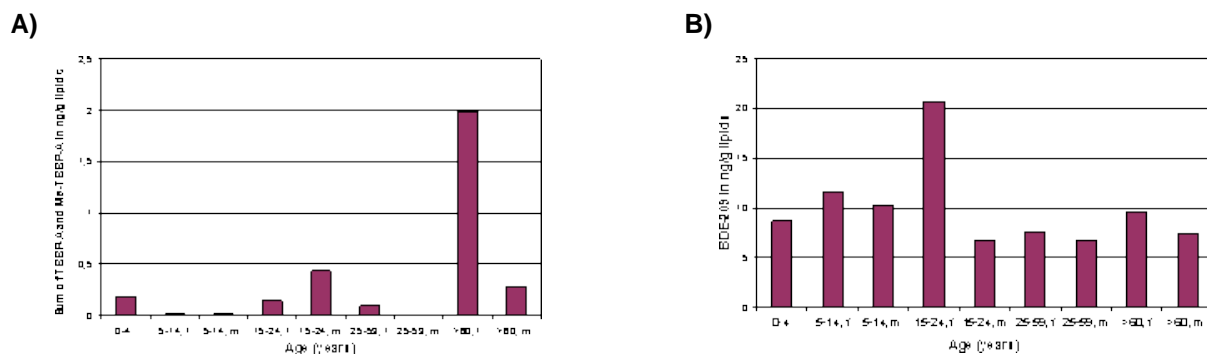 A)
Sum of TBBP-A and Me-TBBP-A in ng/g lipids
2,5
2
1,5
1
0,5
0
0-4
5-14, f
5-14, m
15-24, f
15-24, m
25-59, f
25-59, m
>60, f
>60, m
Age (years)
B)
BDE-209 in ng/g lipids
25
20
15
10
5
0
0-4
5-14, f
5-14, m
15-24, f
15-24, m
25-59, f
25-59, m
>60, f
>60, m
Age (years)